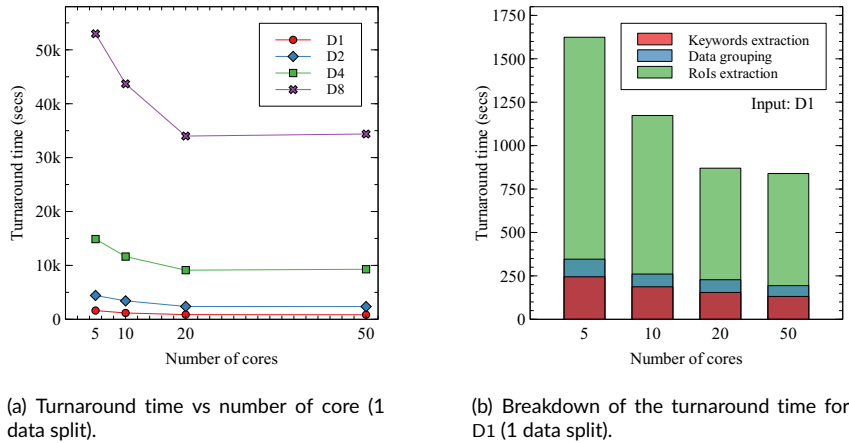 50k
40k
30k
20k
10k
0
Turnaround time (secs)
D1
D2
D4
D8
5 10 20 50
Number of cores
(a) Turnaround time vs number of core (1
data split).
1750
1500
1250
1000
750
500
250
0
Turnaround time (secs)
Keywords extraction
Data grouping
RoIs extraction
Input: D1
5 10 20 50
Number of cores
(b) Breakdown of the turnaround time for
D1 (1 data split).